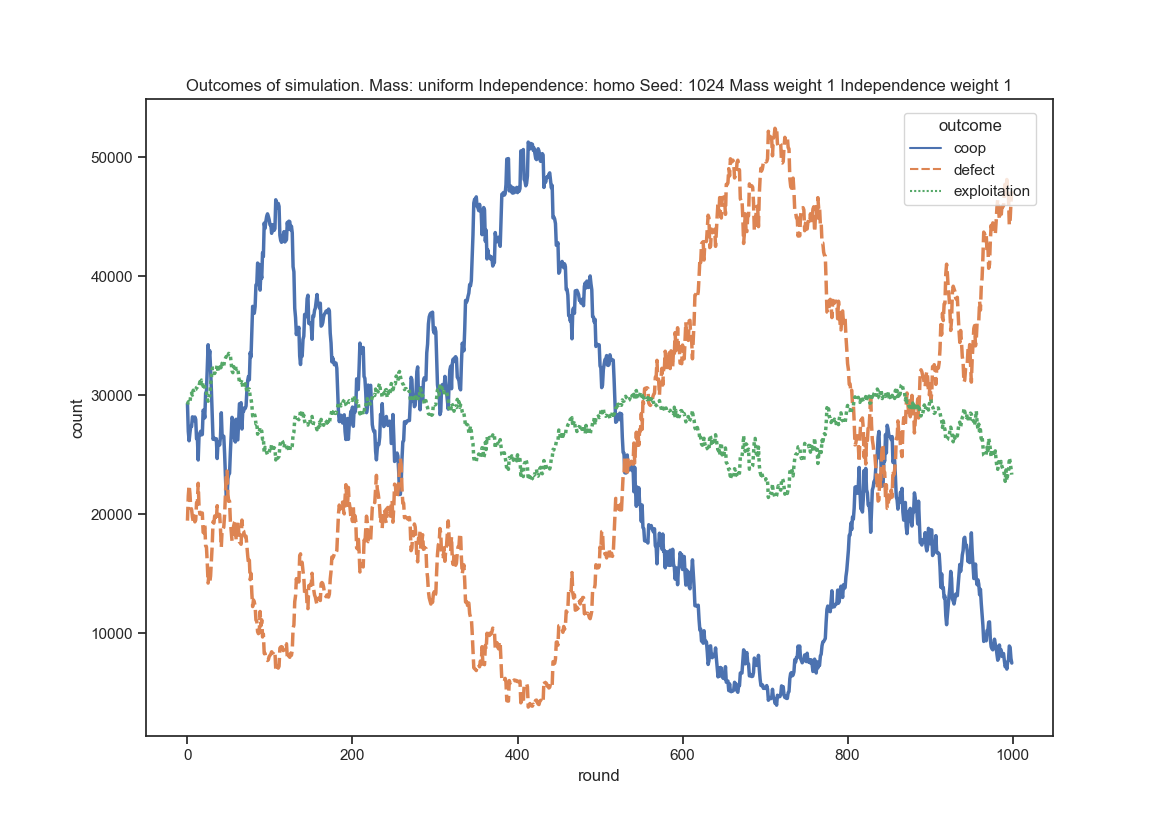 Outcomes of simulation. Mass: uniform Independence: homo Seed: 1024 Mass weight 1 Independence weight 1
outcome
coop
defect
exploitation
50000
40000
30000
20000
10000
count
0 200 400 600 800 1000
round